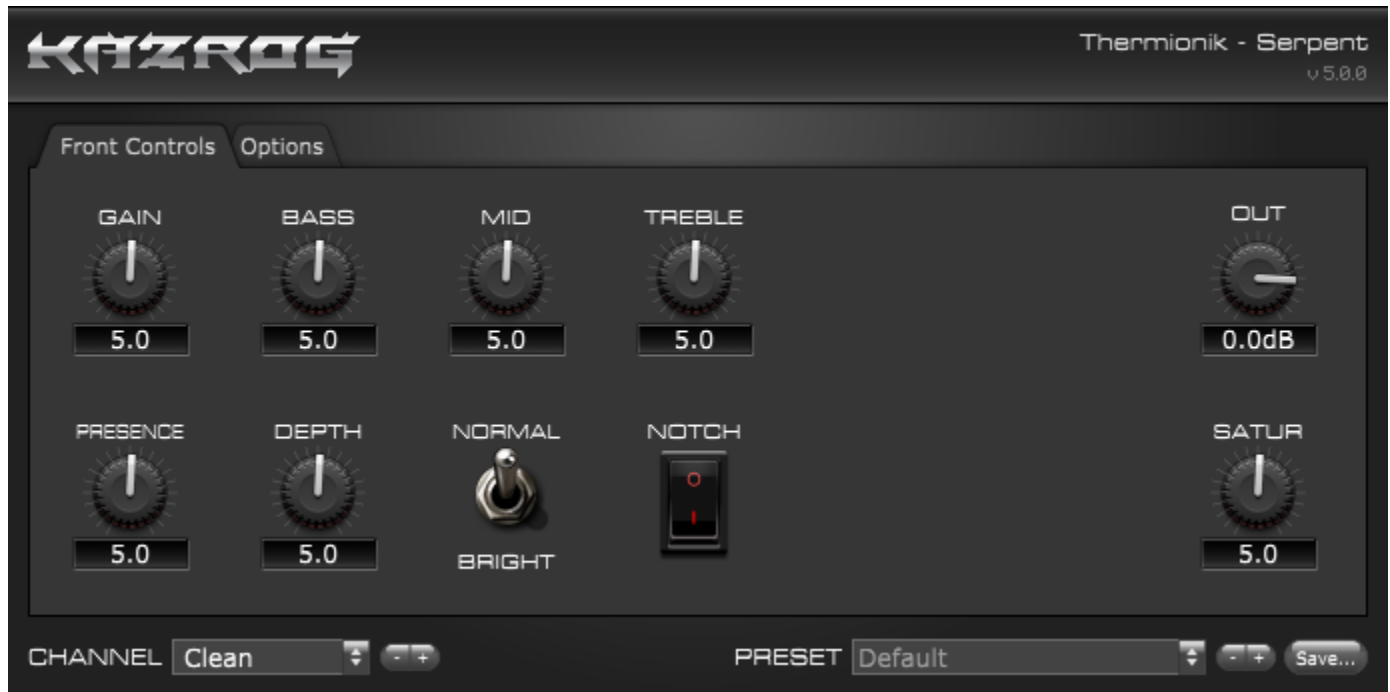 KAZROG
Thermionik - Serpent
v 5.0.0
Front Controls Options
GAIN BASS MID TREBLE OUT
5.0 5.0 5.0 5.0 0.0dB
PRESENCE DEPTH NORMAL NOTCH SATUR
O
I
5.0 5.0 BRIGHT 5.0
CHANNEL Clean - + PRESET Default - + Save...